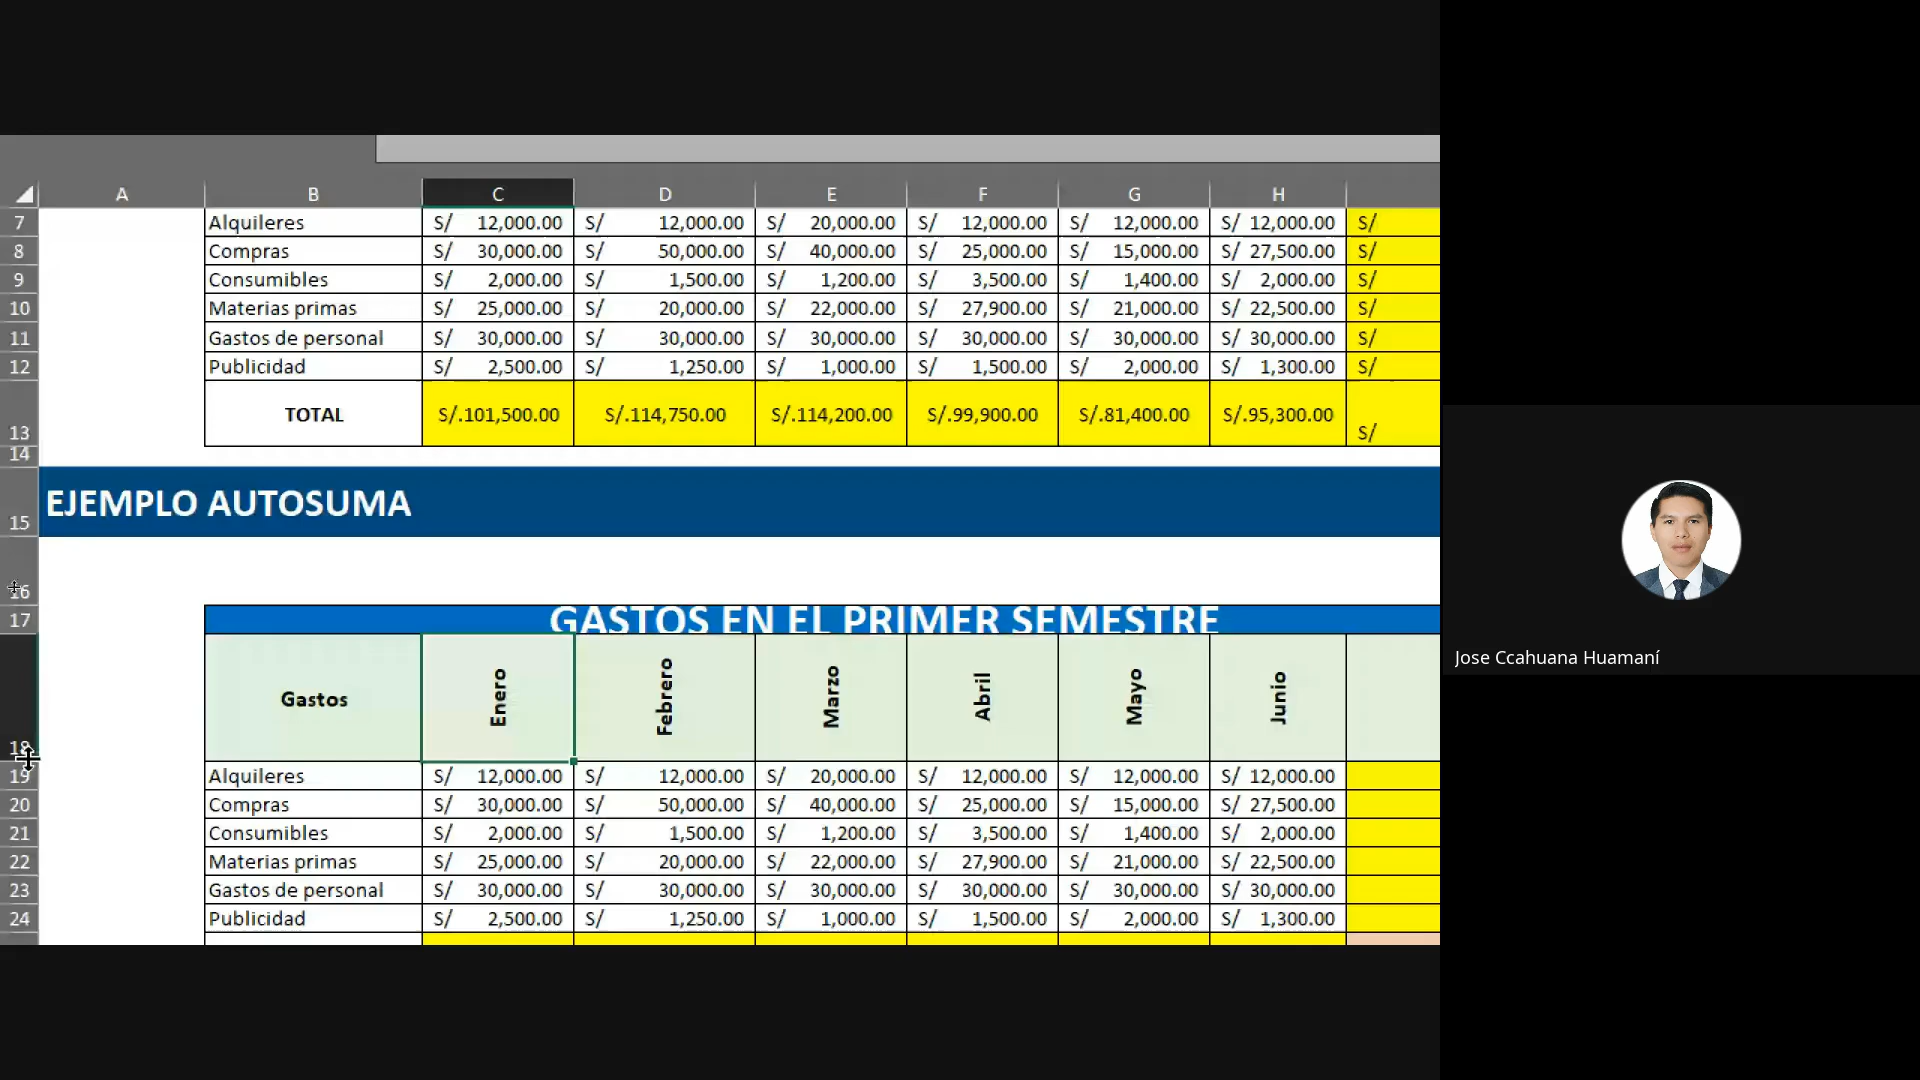 A B C D E F G H
7 Alquileres S/ 12,000.00 S/ 12,000.00 S/ 20,000.00 S/ 12,000.00 S/ 12,000.00 S/ 12,000.00 S/
8 Compras S/ 30,000.00 S/ 50,000.00 S/ 40,000.00 S/ 25,000.00 S/ 15,000.00 S/ 27,500.00 S/
9 Consumibles S/ 2,000.00 S/ 1,500.00 S/ 1,200.00 S/ 3,500.00 S/ 1,400.00 S/ 2,000.00 S/
10 Materias primas S/ 25,000.00 S/ 20,000.00 S/ 22,000.00 S/ 27,900.00 S/ 21,000.00 S/ 22,500.00 S/
11 Gastos de personal S/ 30,000.00 S/ 30,000.00 S/ 30,000.00 S/ 30,000.00 S/ 30,000.00 S/ 30,000.00 S/
12 Publicidad S/ 2,500.00 S/ 1,250.00 S/ 1,000.00 S/ 1,500.00 S/ 2,000.00 S/ 1,300.00 S/
13 TOTAL S/.101,500.00 S/.114,750.00 S/.114,200.00 S/.99,900.00 S/.81,400.00 S/.95,300.00 S/
14
15 EJEMPLO AUTOSUMA
16
17 GASTOS EN EL PRIMER SEMESTRE
18 Gastos Enero Febrero Marzo Abril Mayo Junio
19 Alquileres S/ 12,000.00 S/ 12,000.00 S/ 20,000.00 S/ 12,000.00 S/ 12,000.00 S/ 12,000.00
20 Compras S/ 30,000.00 S/ 50,000.00 S/ 40,000.00 S/ 25,000.00 S/ 15,000.00 S/ 27,500.00
21 Consumibles S/ 2,000.00 S/ 1,500.00 S/ 1,200.00 S/ 3,500.00 S/ 1,400.00 S/ 2,000.00
22 Materias primas S/ 25,000.00 S/ 20,000.00 S/ 22,000.00 S/ 27,900.00 S/ 21,000.00 S/ 22,500.00
23 Gastos de personal S/ 30,000.00 S/ 30,000.00 S/ 30,000.00 S/ 30,000.00 S/ 30,000.00 S/ 30,000.00
24 Publicidad S/ 2,500.00 S/ 1,250.00 S/ 1,000.00 S/ 1,500.00 S/ 2,000.00 S/ 1,300.00
Jose Ccahuana Huamaní